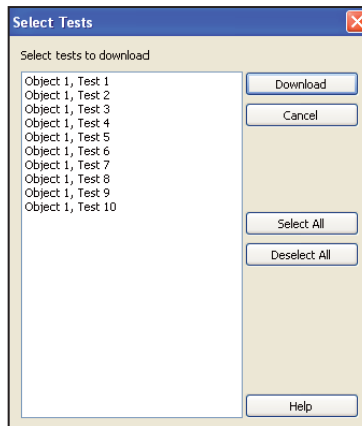 Select Tests
Select tests to download
Object 1, Test 1
Object 1, Test 2
Object 1, Test 3
Object 1, Test 4
Object 1, Test 5
Object 1, Test 6
Object 1, Test 7
Object 1, Test 8
Object 1, Test 9
Object 1, Test 10
Download
Cancel
Select All
Deselect All
Help